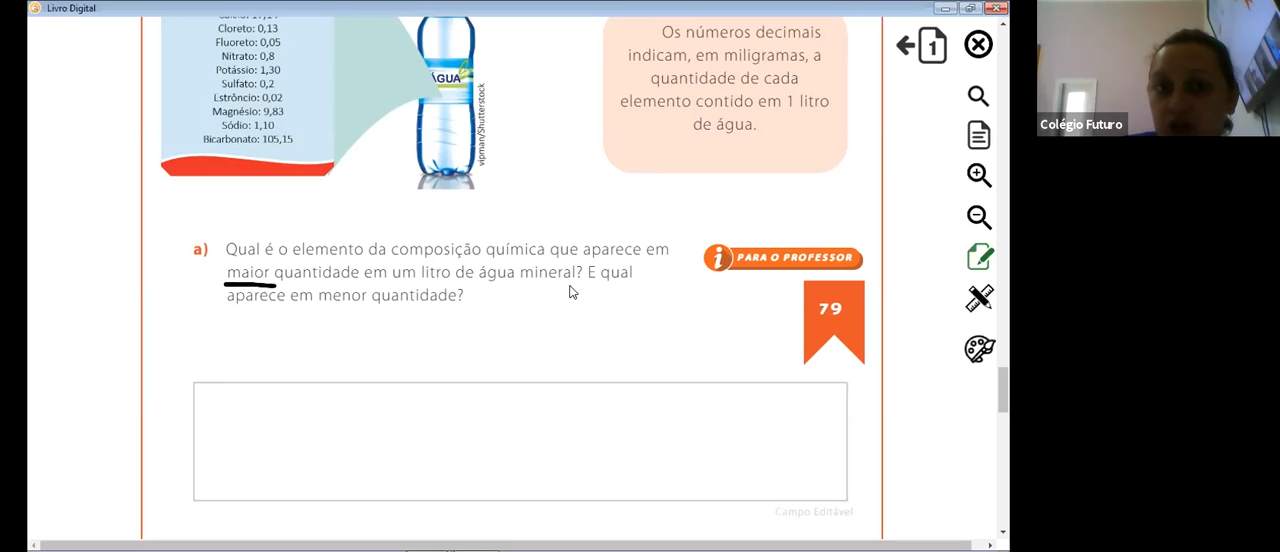 Livro Digital
Cloreto: 0,13
Fluoreto: 0,05
Nitrato: 0,8
Potássio: 1,30
Sulfato: 0,2
Estrôncio: 0,02
Magnésio: 9,83
Sódio: 1,10
Bicarbonato: 105,15
ÁGUA
vipman/Shutterstock
Os números decimais
indicam, em miligramas, a
quantidade de cada
elemento contido em 1 litro
de água.
1
Colégio Futuro
a) Qual é o elemento da composição química que aparece em
maior quantidade em um litro de água mineral? E qual
aparece em menor quantidade?
i PARA O PROFESSOR
79
Campo Editável